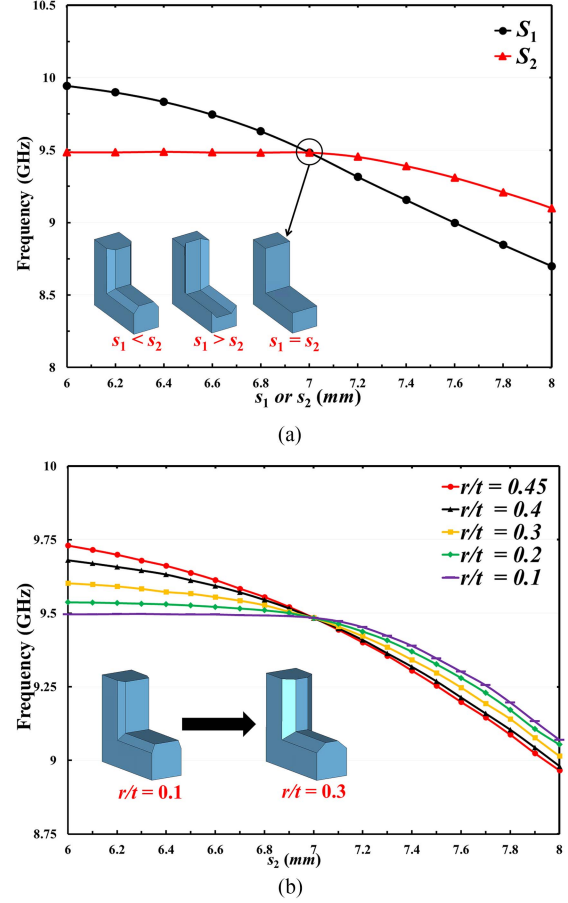 10.5
10
9.5
9
8.5
8
Frequency (GHz)
S₁
S₂
s₁ < s₂
s₁ > s₂
s₁ = s₂
6 6.2 6.4 6.6 6.8 7 7.2 7.4 7.6 7.8 8
s₁ or s₂ (mm)
(a)
10
9.75
9.5
9.25
9
8.75
Frequency (GHz)
r/t = 0.45
r/t = 0.4
r/t = 0.3
r/t = 0.2
r/t = 0.1
r/t = 0.1
r/t = 0.3
6 6.2 6.4 6.6 6.8 7 7.2 7.4 7.6 7.8 8
s₂ (mm)
(b)